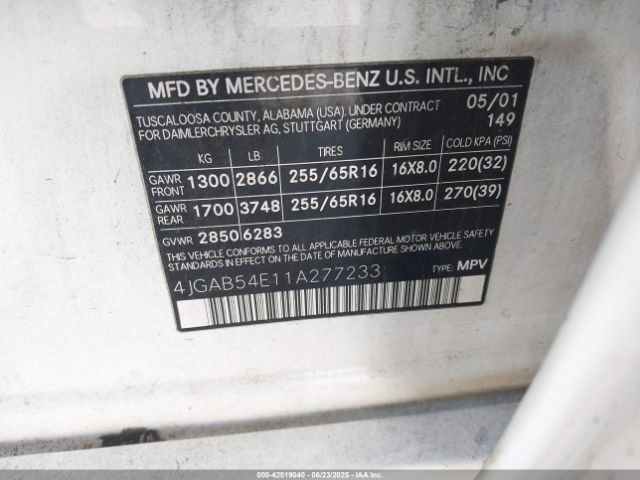 MFD BY MERCEDES-BENZ U.S. INTL., INC
TUSCALOOSA COUNTY, ALABAMA (USA). UNDER CONTRACT 05/01
FOR DAIMLERCHRYSLER AG, STUTTGART (GERMANY) 149
KG LB TIRES RIM SIZE COLD KPA (PSI)
GAWR FRONT 1300 2866 255/65R16 16X8.0 220(32)
GAWR REAR 1700 3748 255/65R16 16X8.0 270(39)
GVWR 2850 6283
THIS VEHICLE CONFORMS TO ALL APPLICABLE FEDERAL MOTOR VEHICLE SAFETY
STANDARDS IN EFFECT ON THE DATE OF MANUFACTURE SHOWN ABOVE.
4JGAB54E11A277233 TYPE: MPV
000-42519040 - 06/23/2025 - IAAI.COM